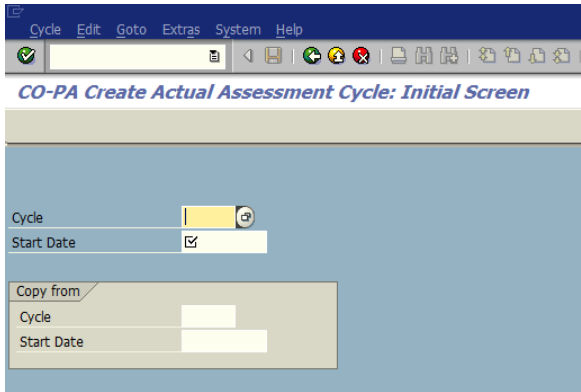 Cycle Edit Goto Extras System Help
CO-PA Create Actual Assessment Cycle: Initial Screen
Cycle
Start Date
Copy from
Cycle
Start Date